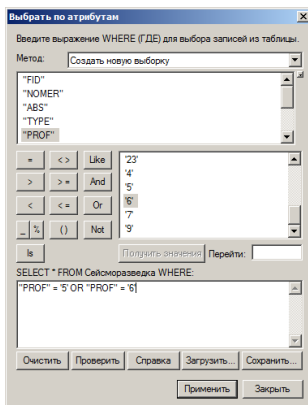 Выбрать по атрибутам
Введите выражение WHERE (ГДЕ) для выбора записей из таблицы.
Метод: Создать новую выборку
"FID"
"NOMER"
"ABS"
"TYPE"
"PROF"
= <> Like
> >= And
< <= Or
_ % () Not
Is
'23'
'4'
'5'
'6'
'7'
'9'
Получить значения Перейти:
SELECT * FROM Сейсморазведка WHERE:
"PROF" = '5' OR "PROF" = '6'
Очистить Проверить Справка Загрузить... Сохранить...
Применить Закрыть